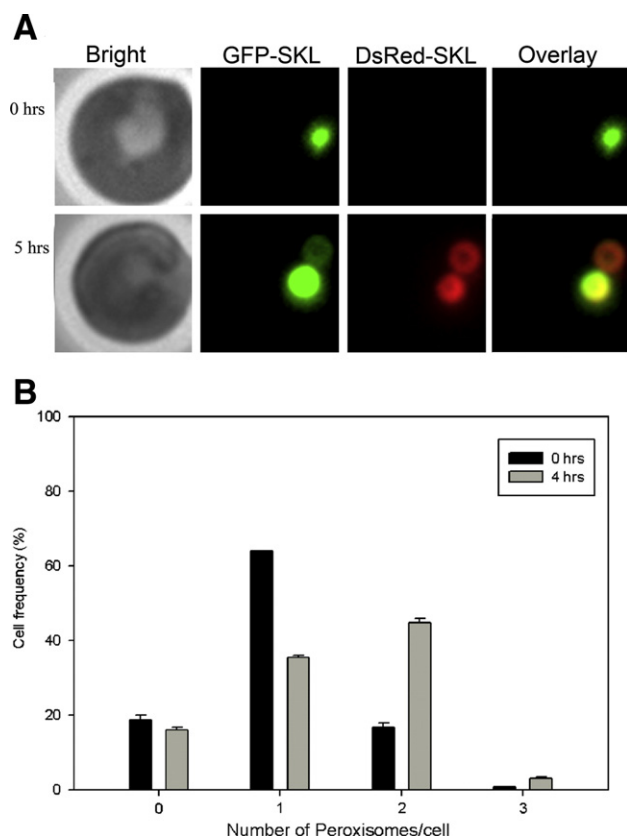 A
Bright GFP-SKL DsRed-SKL Overlay
0 hrs
5 hrs
B
100
80
60
40
20
0
Cell frequency (%)
0 hrs
4 hrs
0 1 2 3
Number of Peroxisomes/cell